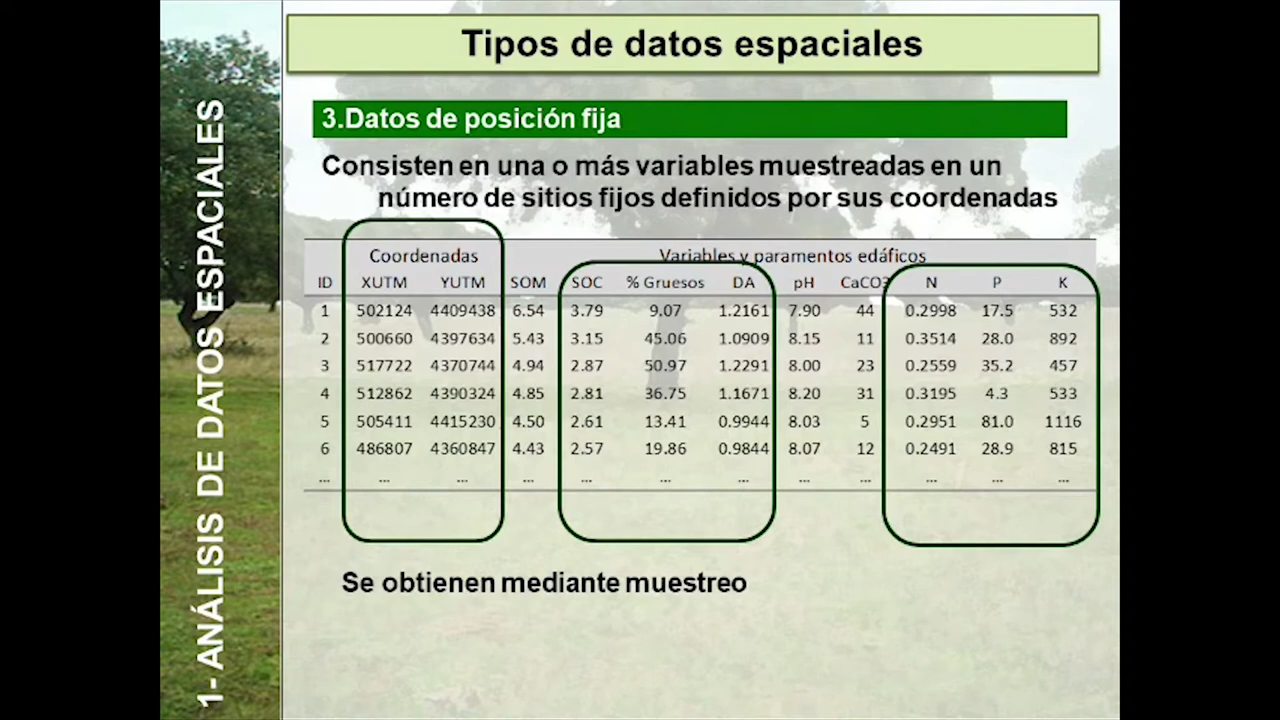 Tipos de datos espaciales
1- ANÁLISIS DE DATOS ESPACIALES
3.Datos de posición fija
Consisten en una o más variables muestreadas en un
número de sitios fijos definidos por sus coordenadas
Coordenadas Variables y paramentos edáficos
ID XUTM YUTM SOM SOC % Gruesos DA pH CaCO3 N P K
1 502124 4409438 6.54 3.79 9.07 1.2161 7.90 44 0.2998 17.5 532
2 500660 4397634 5.43 3.15 45.06 1.0909 8.15 11 0.3514 28.0 892
3 517722 4370744 4.94 2.87 50.97 1.2291 8.00 23 0.2559 35.2 457
4 512862 4390324 4.85 2.81 36.75 1.1671 8.20 31 0.3195 4.3 533
5 505411 4415230 4.50 2.61 13.41 0.9944 8.03 5 0.2951 81.0 1116
6 486807 4360847 4.43 2.57 19.86 0.9844 8.07 12 0.2491 28.9 815
... ... ... ... ... ... ... ... ... ... ... ...
Se obtienen mediante muestreo